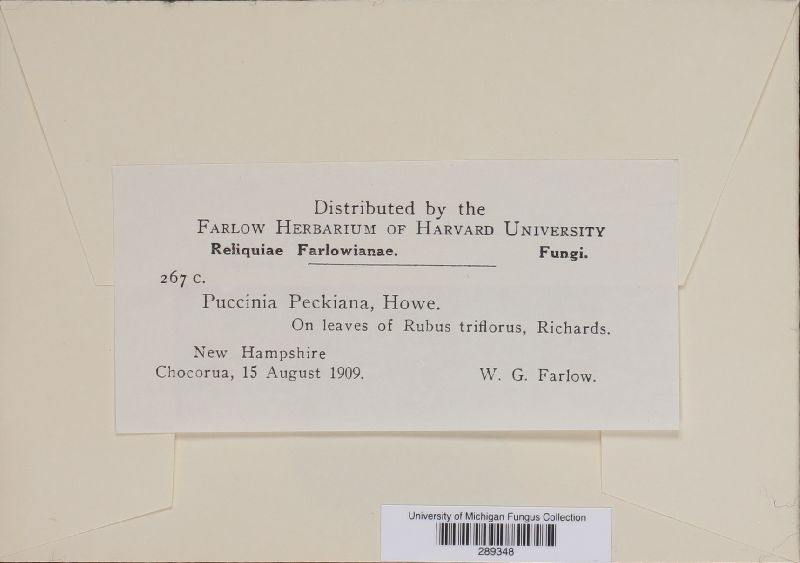 Distributed by the
Farlow Herbarium of Harvard University
Reliquiae Farlowianae. Fungi.
267 c.
Puccinia Peckiana, Howe.
On leaves of Rubus triflorus, Richards.
New Hampshire
Chocorua, 15 August 1909. W. G. Farlow.
University of Michigan Fungus Collection
289348